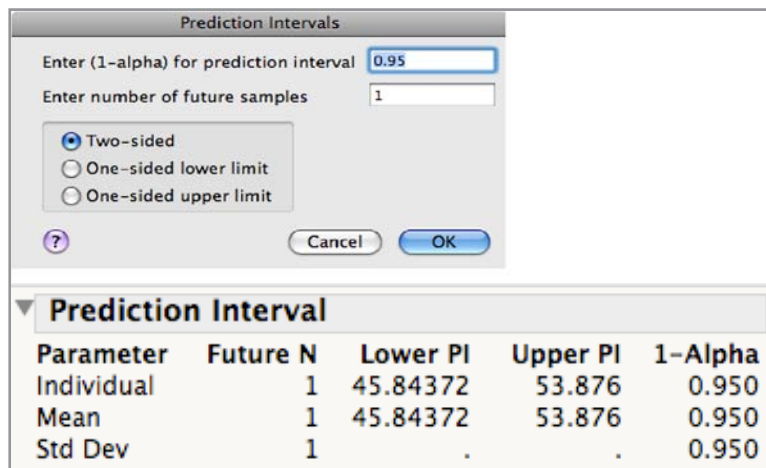 Prediction Intervals
Enter (1-alpha) for prediction interval 0.95
Enter number of future samples 1
Two-sided
One-sided lower limit
One-sided upper limit
? Cancel OK
Prediction Interval
Parameter Future N Lower PI Upper PI 1-Alpha
Individual 1 45.84372 53.876 0.950
Mean 1 45.84372 53.876 0.950
Std Dev 1 . . 0.950